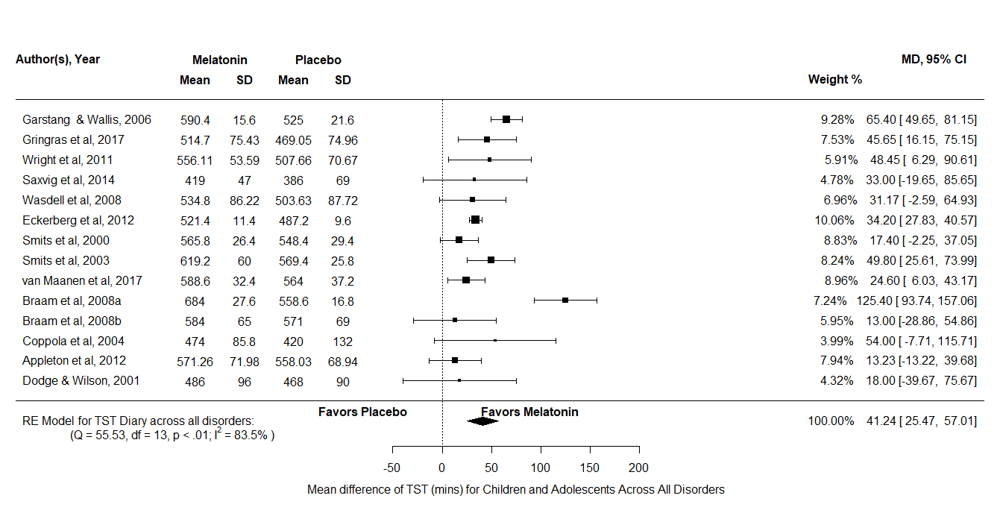 Author(s), Year Melatonin Placebo MD, 95% CI
Mean SD Mean SD Weight %
Garstang & Wallis, 2006 590.4 15.6 525 21.6 9.28% 65.40 [ 49.65, 81.15]
Gringras et al, 2017 514.7 75.43 469.05 74.96 7.53% 45.65 [ 16.15, 75.15]
Wright et al, 2011 556.11 53.59 507.66 70.67 5.91% 48.45 [ 6.29, 90.61]
Saxvig et al, 2014 419 47 386 69 4.78% 33.00 [-19.65, 85.65]
Wasdell et al, 2008 534.8 86.22 503.63 87.72 6.96% 31.17 [ -2.59, 64.93]
Eckerberg et al, 2012 521.4 11.4 487.2 9.6 10.06% 34.20 [ 27.83, 40.57]
Smits et al, 2000 565.8 26.4 548.4 29.4 8.83% 17.40 [ -2.25, 37.05]
Smits et al, 2003 619.2 60 569.4 25.8 8.24% 49.80 [ 25.61, 73.99]
van Maanen et al, 2017 588.6 32.4 564 37.2 8.96% 24.60 [ 6.03, 43.17]
Braam et al, 2008a 684 27.6 558.6 16.8 7.24% 125.40 [ 93.74, 157.06]
Braam et al, 2008b 584 65 571 69 5.95% 13.00 [-28.86, 54.86]
Coppola et al, 2004 474 85.8 420 132 3.99% 54.00 [ -7.71, 115.71]
Appleton et al, 2012 571.26 71.98 558.03 68.94 7.94% 13.23 [-13.22, 39.68]
Dodge & Wilson, 2001 486 96 468 90 4.32% 18.00 [-39.67, 75.67]
Favors Placebo Favors Melatonin
RE Model for TST Diary across all disorders: 100.00% 41.24 [ 25.47, 57.01]
(Q = 55.53, df = 13, p < .01; I² = 83.5% )
-50 0 50 100 150 200
Mean difference of TST (mins) for Children and Adolescents Across All Disorders